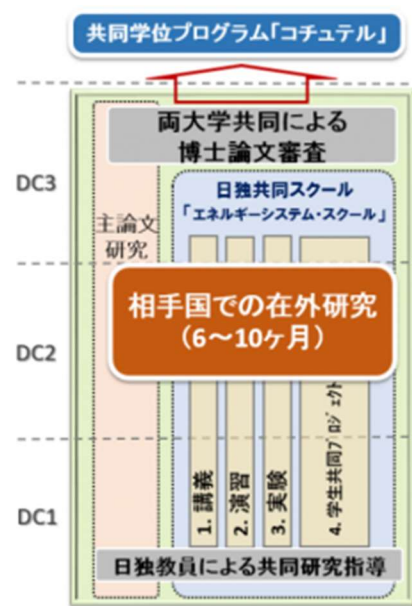 共同学位プログラム「コチュテル」
両大学共同による
博士論文審査
DC3
日独共同スクール
「エネルギーシステム・スクール」
主論文
研究
相手国での在外研究
(6～10ヶ月)
DC2
DC1
1. 講義
2. 演習
3. 実験
4. 学生共同プロジェクト
日独教員による共同研究指導